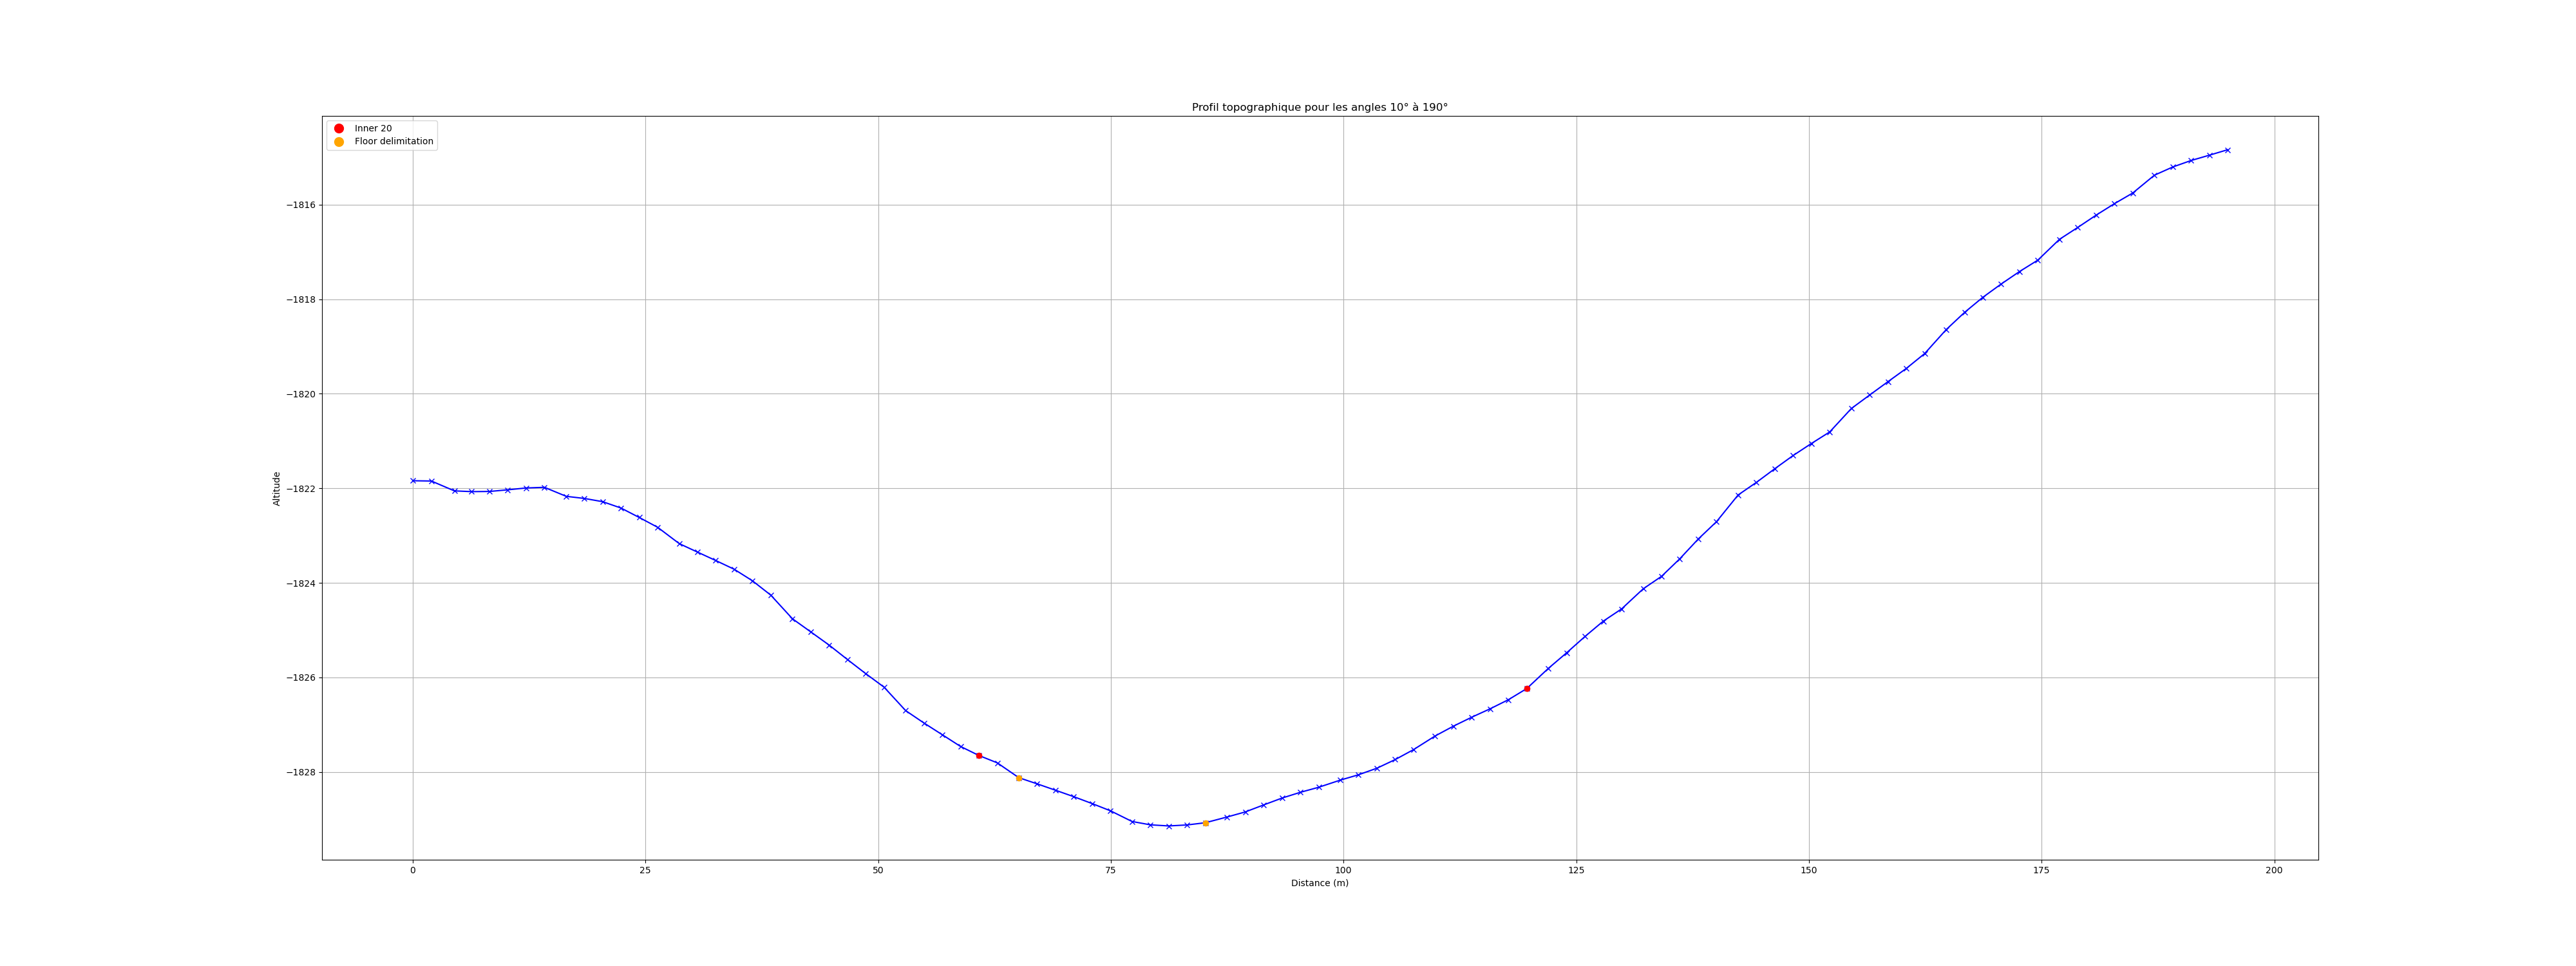 Profil topographique pour les angles 10° à 190°
Inner 20
Floor delimitation
Altitude
−1816
−1818
−1820
−1822
−1824
−1826
−1828
0 25 50 75 100 125 150 175 200
Distance (m)